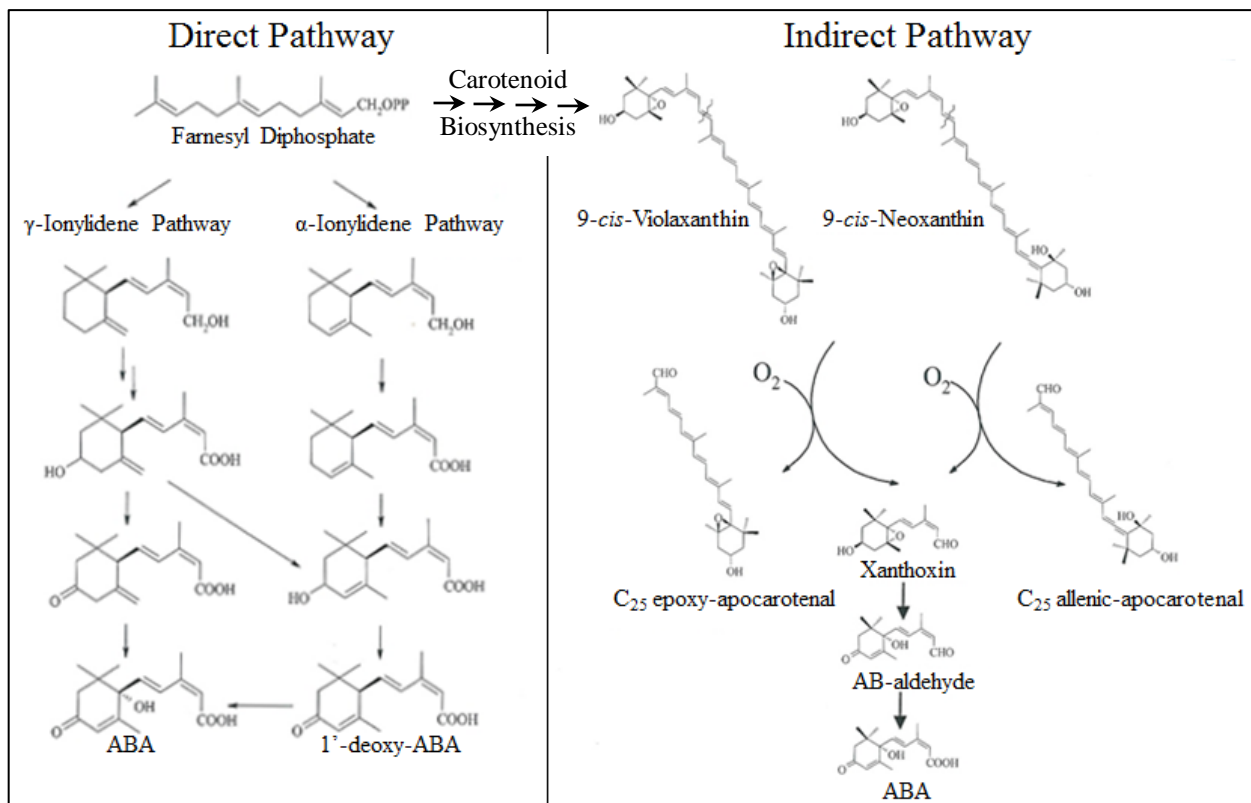 Direct Pathway
CH₂OPP
Farnesyl Diphosphate
Carotenoid
Biosynthesis
γ-Ionylidene Pathway
α-Ionylidene Pathway
CH₂OH
CH₂OH
HO
COOH
COOH
O
COOH
HO
COOH
O
OH
COOH
ABA
O
COOH
1'-deoxy-ABA
Indirect Pathway
HO
O
O
OH
9-cis-Violaxanthin
HO
O
HO
OH
9-cis-Neoxanthin
O₂
O₂
CHO
O
OH
C₂₅ epoxy-apocarotenal
HO
O
CHO
Xanthoxin
CHO
HO
OH
C₂₅ allenic-apocarotenal
O
OH
CHO
AB-aldehyde
O
OH
COOH
ABA